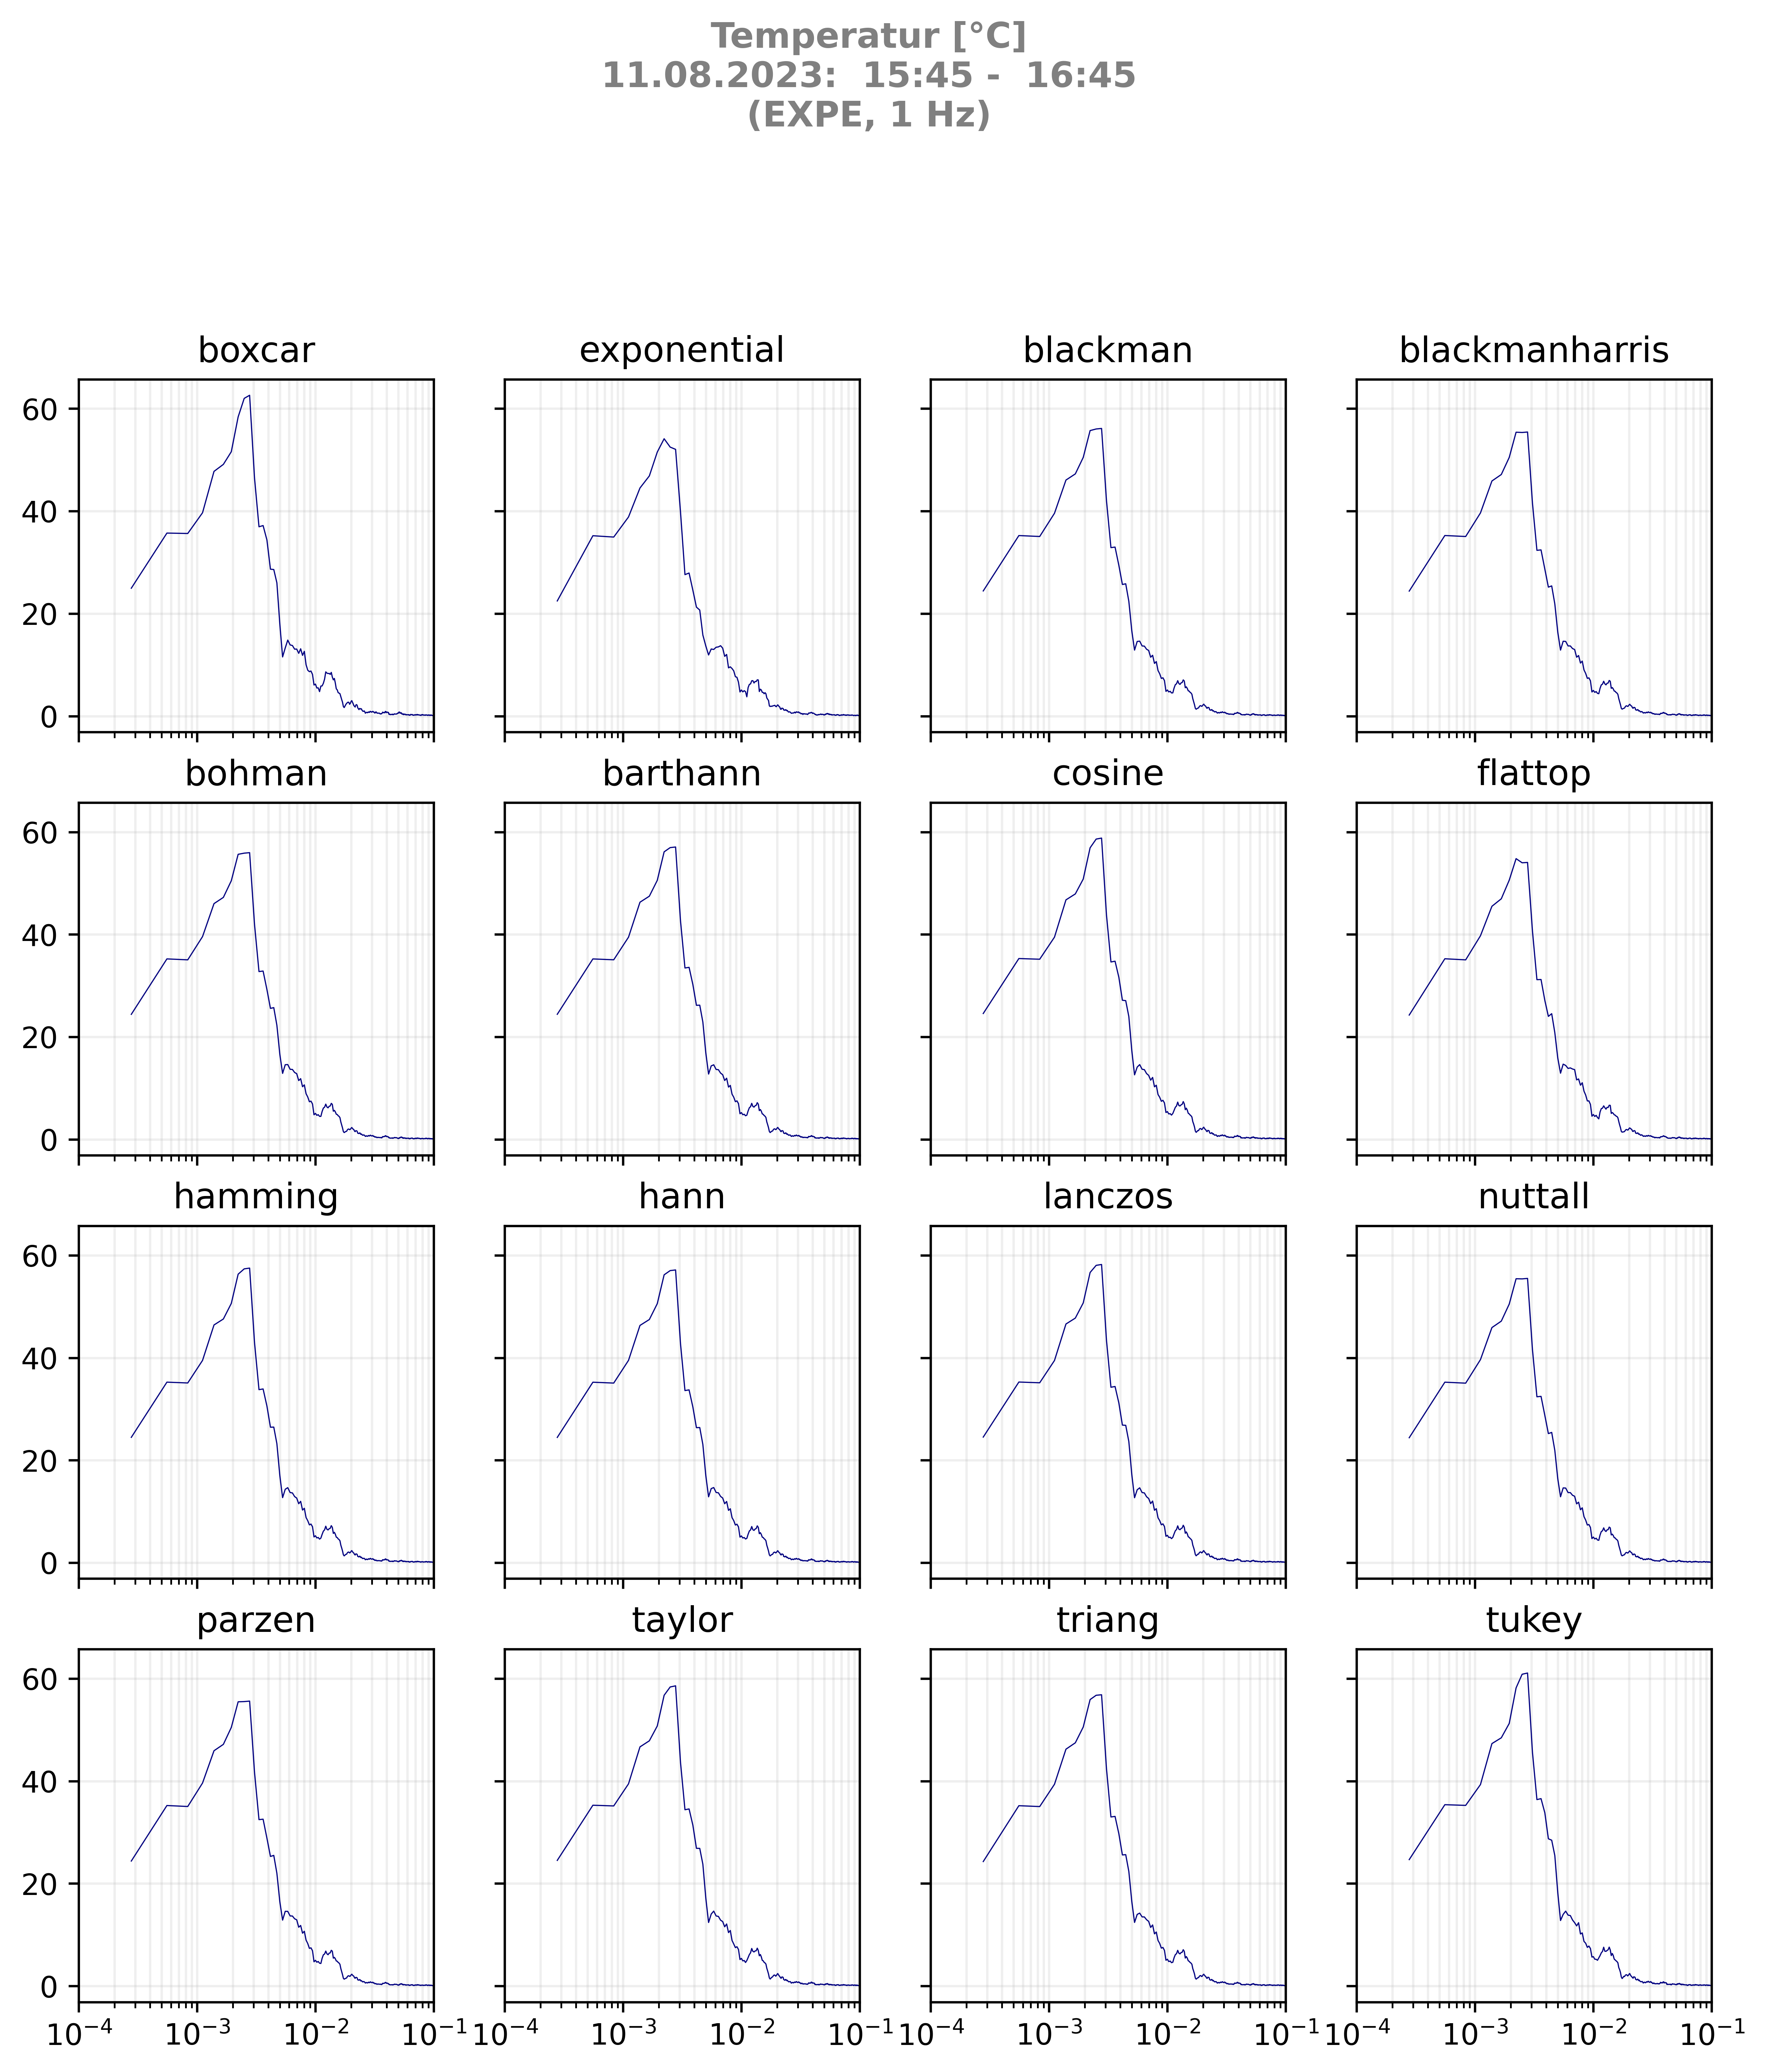 Temperatur [°C]
11.08.2023:  15:45 -  16:45
(EXPE, 1 Hz)
boxcar exponential blackman blackmanharris
60
40
20
0
bohman barthann cosine flattop
60
40
20
0
hamming hann lanczos nuttall
60
40
20
0
parzen taylor triang tukey
60
40
20
0
10⁻⁴ 10⁻³ 10⁻² 10⁻¹ 10⁻⁴ 10⁻³ 10⁻² 10⁻¹ 10⁻⁴ 10⁻³ 10⁻² 10⁻¹ 10⁻⁴ 10⁻³ 10⁻² 10⁻¹